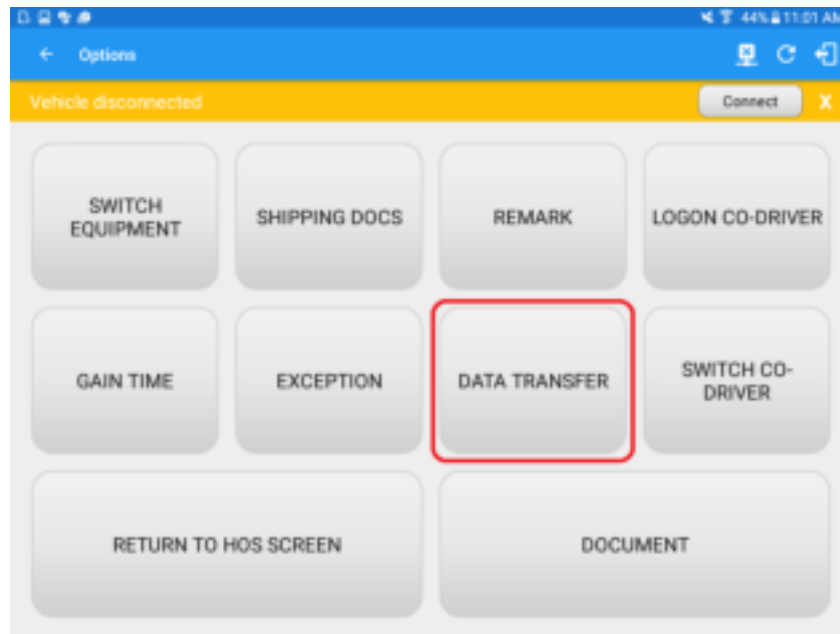 44% 11:01 AM
Options
Vehicle disconnected
Connect X
SWITCH
EQUIPMENT
SHIPPING DOCS
REMARK
LOGON CO-DRIVER
GAIN TIME
EXCEPTION
DATA TRANSFER
SWITCH CO-
DRIVER
RETURN TO HOS SCREEN
DOCUMENT